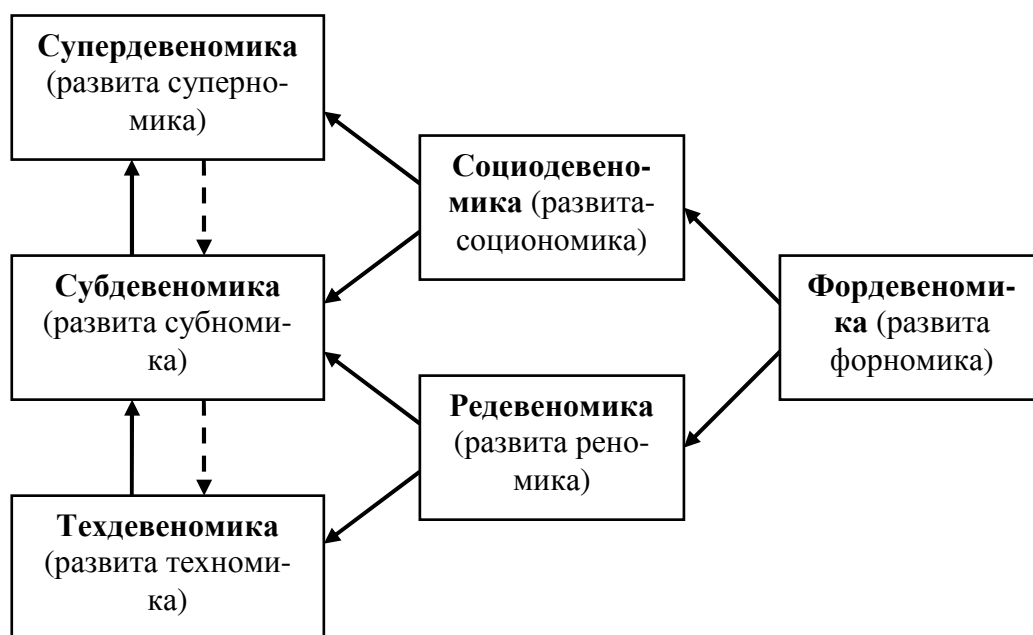 Супердевеномика
(развита суперно-
мика)
Социодевено-
мика (развита-
социономика)
Субдевеномика
(развита субноми-
ка)
Фордевеноми-
ка (развита
форномика)
Редевеномика
(развита рено-
мика)
Техдевеномика
(развита техноми-
ка)